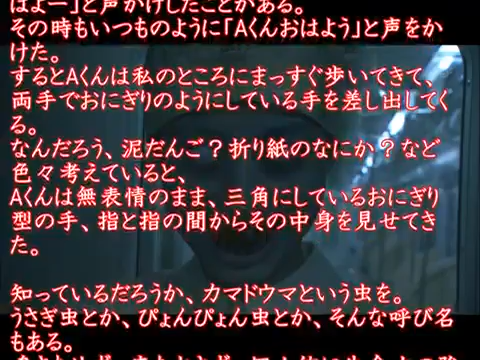 はよー」と声かけしたことがある。
その時もいつものように「Aくんおはよう」と声をか
けた。
するとAくんは私のところにまっすぐ歩いてきて、
両手でおにぎりのようにしている手を差し出してく
る。
なんだろう、泥だんご？折り紙のなにか？など
色々考えていると、
Aくんは無表情のまま、三角にしているおにぎり
型の手、指と指の間からその中身を見せてき
た。
知っているだろうか、カマドウマという虫を。
うさぎ虫とか、ぴょんぴょん虫とか、そんな呼び名
もある。